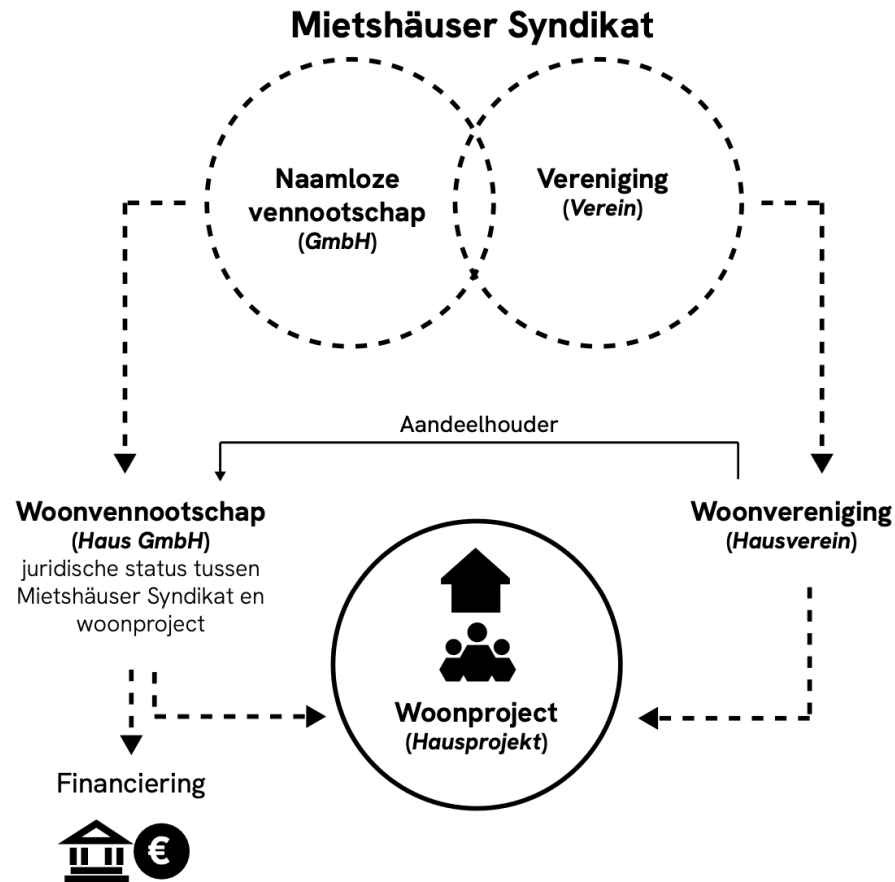 Mietshäuser Syndikat
Naamloze
vennootschap
(GmbH)
Vereniging
(Verein)
Aandeelhouder
Woonvennootschap
(Haus GmbH)
juridische status tussen
Mietshäuser Syndikat en
woonproject
Woonvereniging
(Hausverein)
Woonproject
(Hausprojekt)
Financiering
€